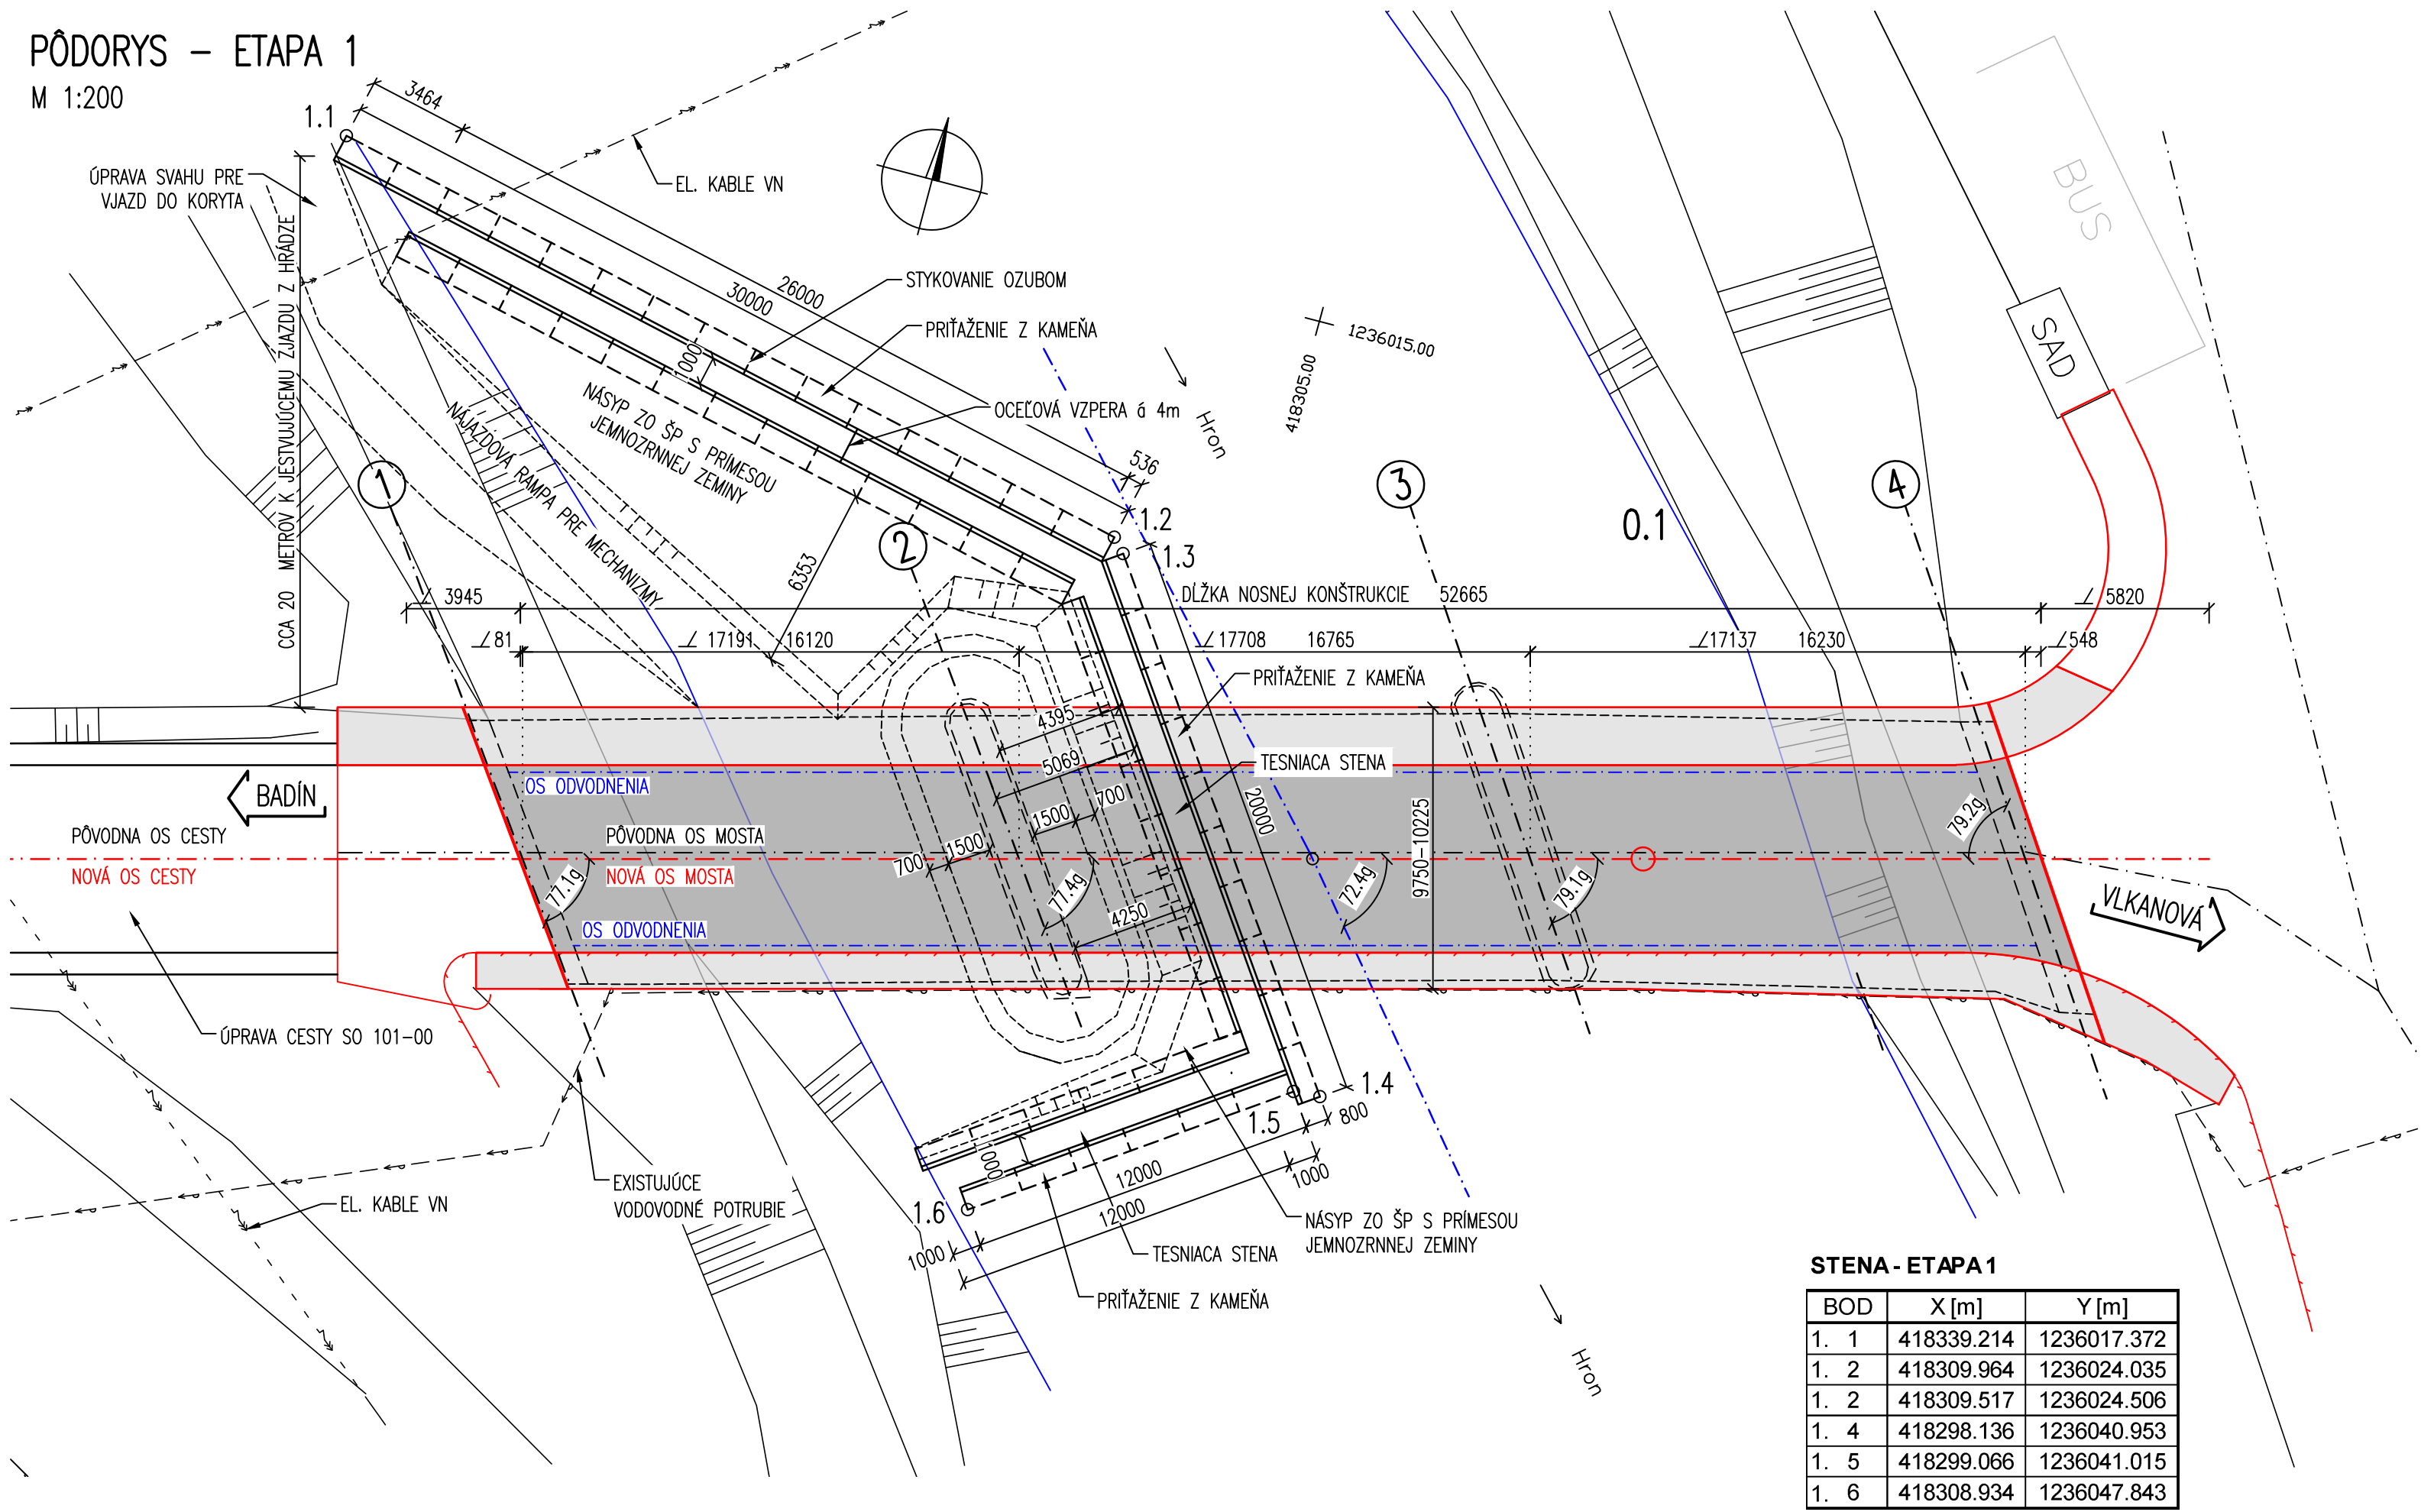 PÔDORYS – ETAPA 1
M 1:200
1.1
3464
ÚPRAVA SVAHU PRE
VJAZD DO KORYTA
CCA 20 METROV K JESTVUJÚCEMU ZJAZDU Z HRÁDZE
EL. KABLE VN
STYKOVANIE OZUBOM
26000
30000
PRIŤAŽENIE Z KAMEŇA
1000
OCEĽOVÁ VZPERA á 4m
NÁSYP ZO ŠP S PRÍMESOU
JEMNOZRNNEJ ZEMINY
NÁJAZDOVÁ RAMPA PRE MECHANIZMY
6353
536
1.2
1.3
Hron
1236015.00
418305.00
BUS
SAD
1
2
3
4
0.1
3945
DĹŽKA NOSNEJ KONŠTRUKCIE 52665
5820
81
17191 16120
17708 16765
17137 16230
548
PRIŤAŽENIE Z KAMEŇA
4395
5069
TESNIACA STENA
BADÍN
OS ODVODNENIA
700
1500
20000
9750-10225
79.2g
PÔVODNA OS CESTY
PÔVODNA OS MOSTA
1500
700
NOVÁ OS CESTY
NOVÁ OS MOSTA
77.1g
77.4g
72.4g
79.1g
4250
OS ODVODNENIA
VLKANOVÁ
ÚPRAVA CESTY SO 101-00
1.4
1.5
800
1000
12000
1000
12000
1.6
1000
EXISTUJÚCE
VODOVODNÉ POTRUBIE
EL. KABLE VN
TESNIACA STENA
NÁSYP ZO ŠP S PRÍMESOU
JEMNOZRNNEJ ZEMINY
PRIŤAŽENIE Z KAMEŇA
Hron
STENA - ETAPA 1
BOD X [m] Y [m]
1. 1 418339.214 1236017.372
1. 2 418309.964 1236024.035
1. 2 418309.517 1236024.506
1. 4 418298.136 1236040.953
1. 5 418299.066 1236041.015
1. 6 418308.934 1236047.843